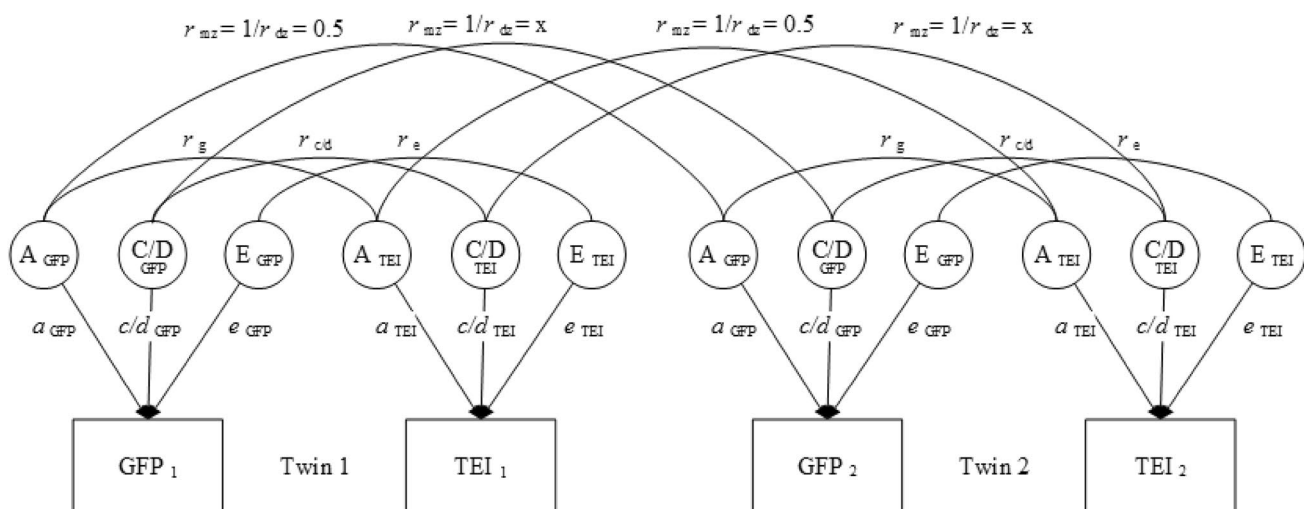 r mz= 1/r dz = 0.5 r mz= 1/r dz= x r mz= 1/r dz= 0.5 r mz= 1/r dz= x
r g r c/d r e r g r c/d r e
A GFP C/D GFP E GFP A TEI C/D TEI E TEI A GFP C/D GFP E GFP A TEI C/D TEI E TEI
a GFP c/d GFP e GFP a TEI c/d TEI e TEI a GFP c/d GFP e GFP a TEI c/d TEI e TEI
GFP 1 Twin 1 TEI 1 GFP 2 Twin 2 TEI 2